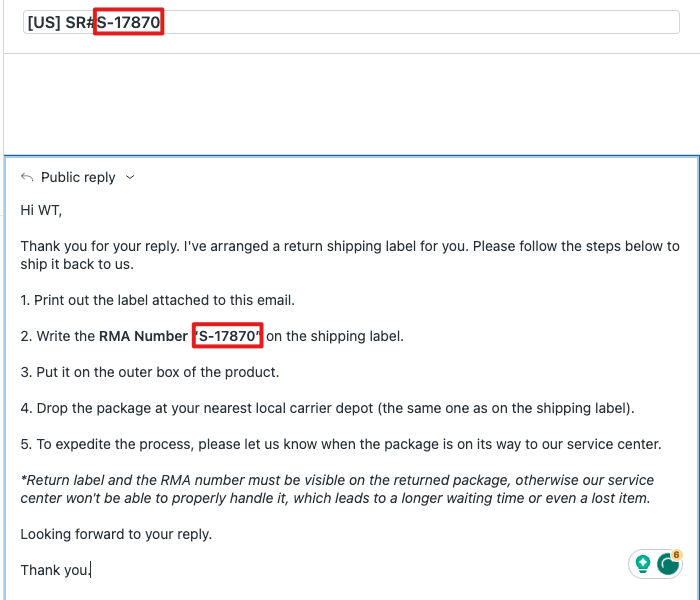 [US] SR#S-17870
Public reply
Hi WT,
Thank you for your reply. I've arranged a return shipping label for you. Please follow the steps below to
ship it back to us.
1. Print out the label attached to this email.
2. Write the RMA Number "S-17870" on the shipping label.
3. Put it on the outer box of the product.
4. Drop the package at your nearest local carrier depot (the same one as on the shipping label).
5. To expedite the process, please let us know when the package is on its way to our service center.
*Return label and the RMA number must be visible on the returned package, otherwise our service
center won't be able to properly handle it, which leads to a longer waiting time or even a lost item.
Looking forward to your reply.
Thank you.
6